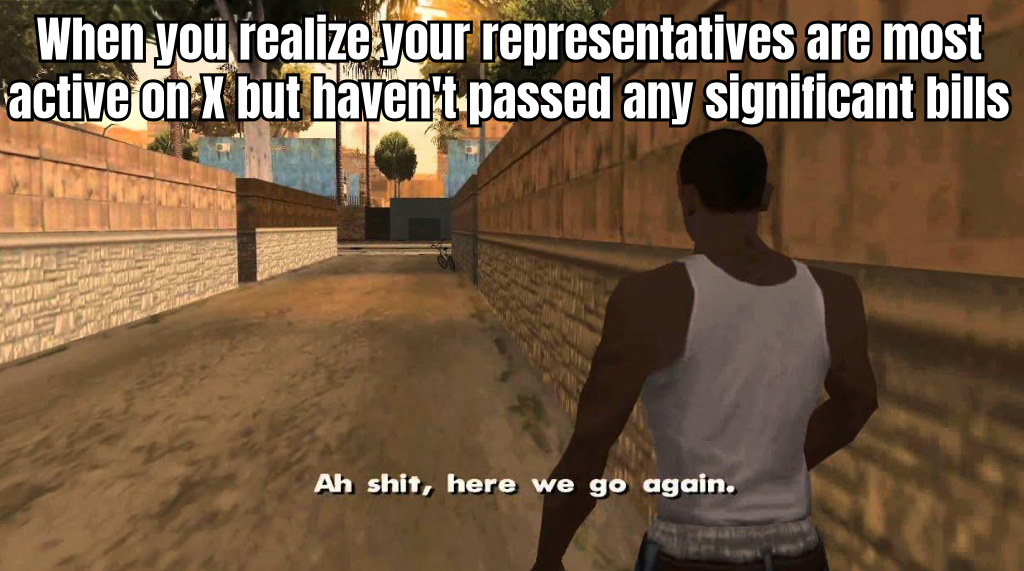 When you realize your representatives are most
active on X but haven't passed any significant bills
Ah shit, here we go again.